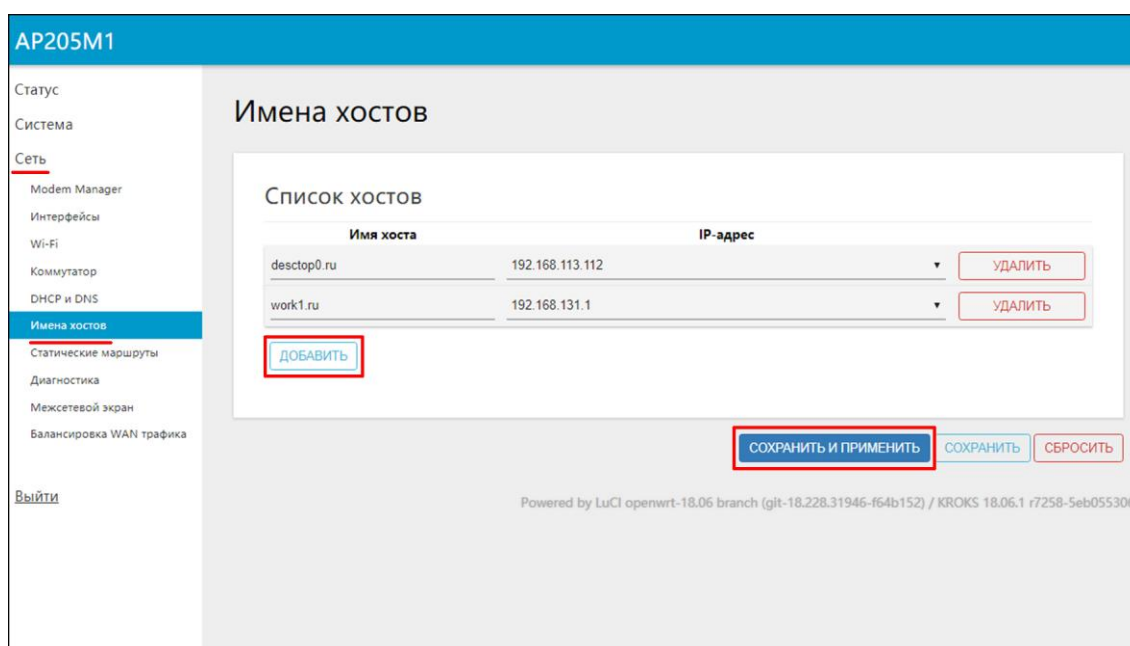 AP205M1
Статус
Система
Сеть
Modem Manager
Интерфейсы
Wi-Fi
Коммутатор
DHCP и DNS
Имена хостов
Статические маршруты
Диагностика
Межсетевой экран
Балансировка WAN трафика
Выйти
Имена хостов
Список хостов
Имя хоста IP-адрес
desctop0.ru 192.168.113.112 УДАЛИТЬ
work1.ru 192.168.131.1 УДАЛИТЬ
ДОБАВИТЬ
СОХРАНИТЬ И ПРИМЕНИТЬ СОХРАНИТЬ СБРОСИТЬ
Powered by LuCI openwrt-18.06 branch (git-18.228.31946-f64b152) / KROKS 18.06.1 r7258-5eb055306